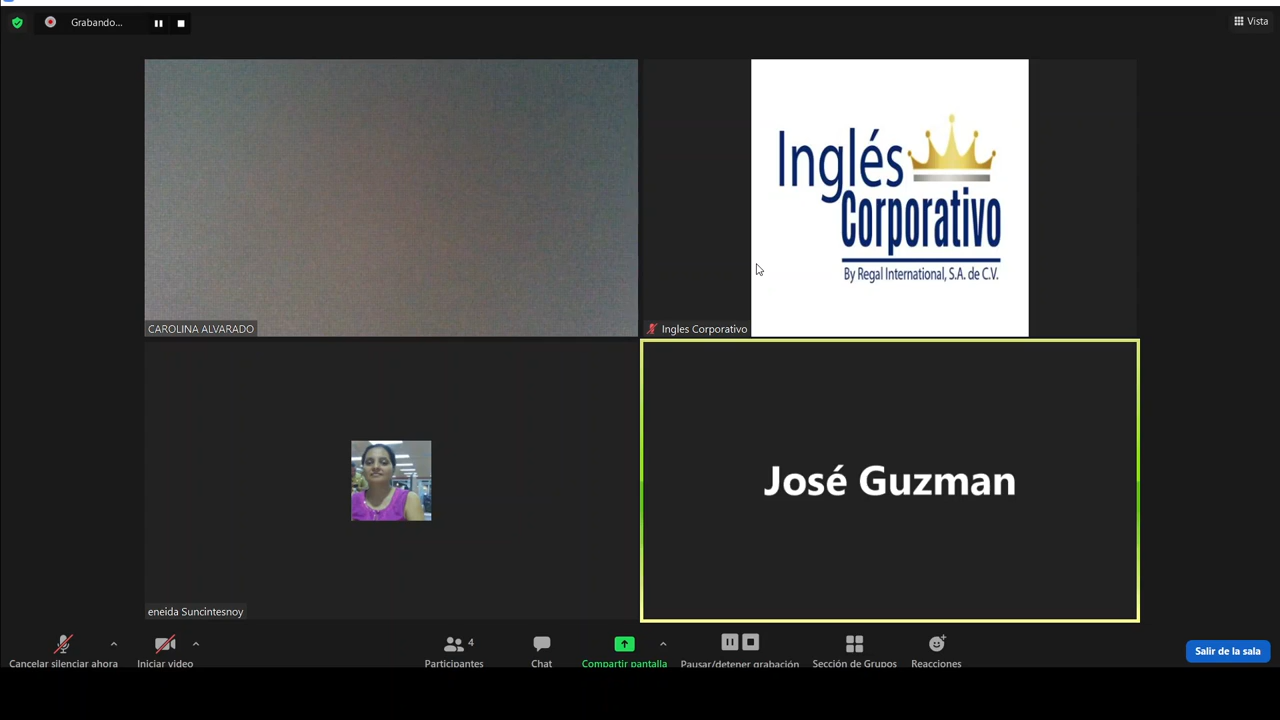 Grabando...
Vista
Inglés
Corporativo
By Regal International, S.A. de C.V.
CAROLINA ALVARADO
Ingles Corporativo
José Guzman
eneida Suncintesnoy
4
Cancelar silenciar ahora
Iniciar video
Participantes
Chat
Compartir pantalla
Pausar/detener grabación
Sección de Grupos
Reacciones
Salir de la sala